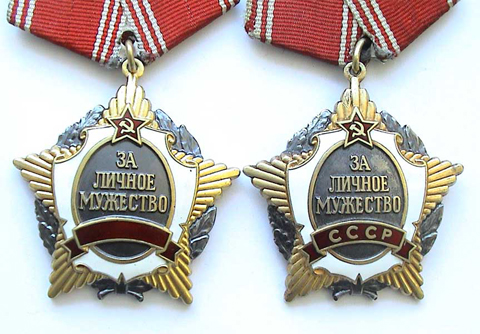 ЗА
ЛИЧНОЕ
МУЖЕСТВО
ЗА
ЛИЧНОЕ
МУЖЕСТВО
СССР